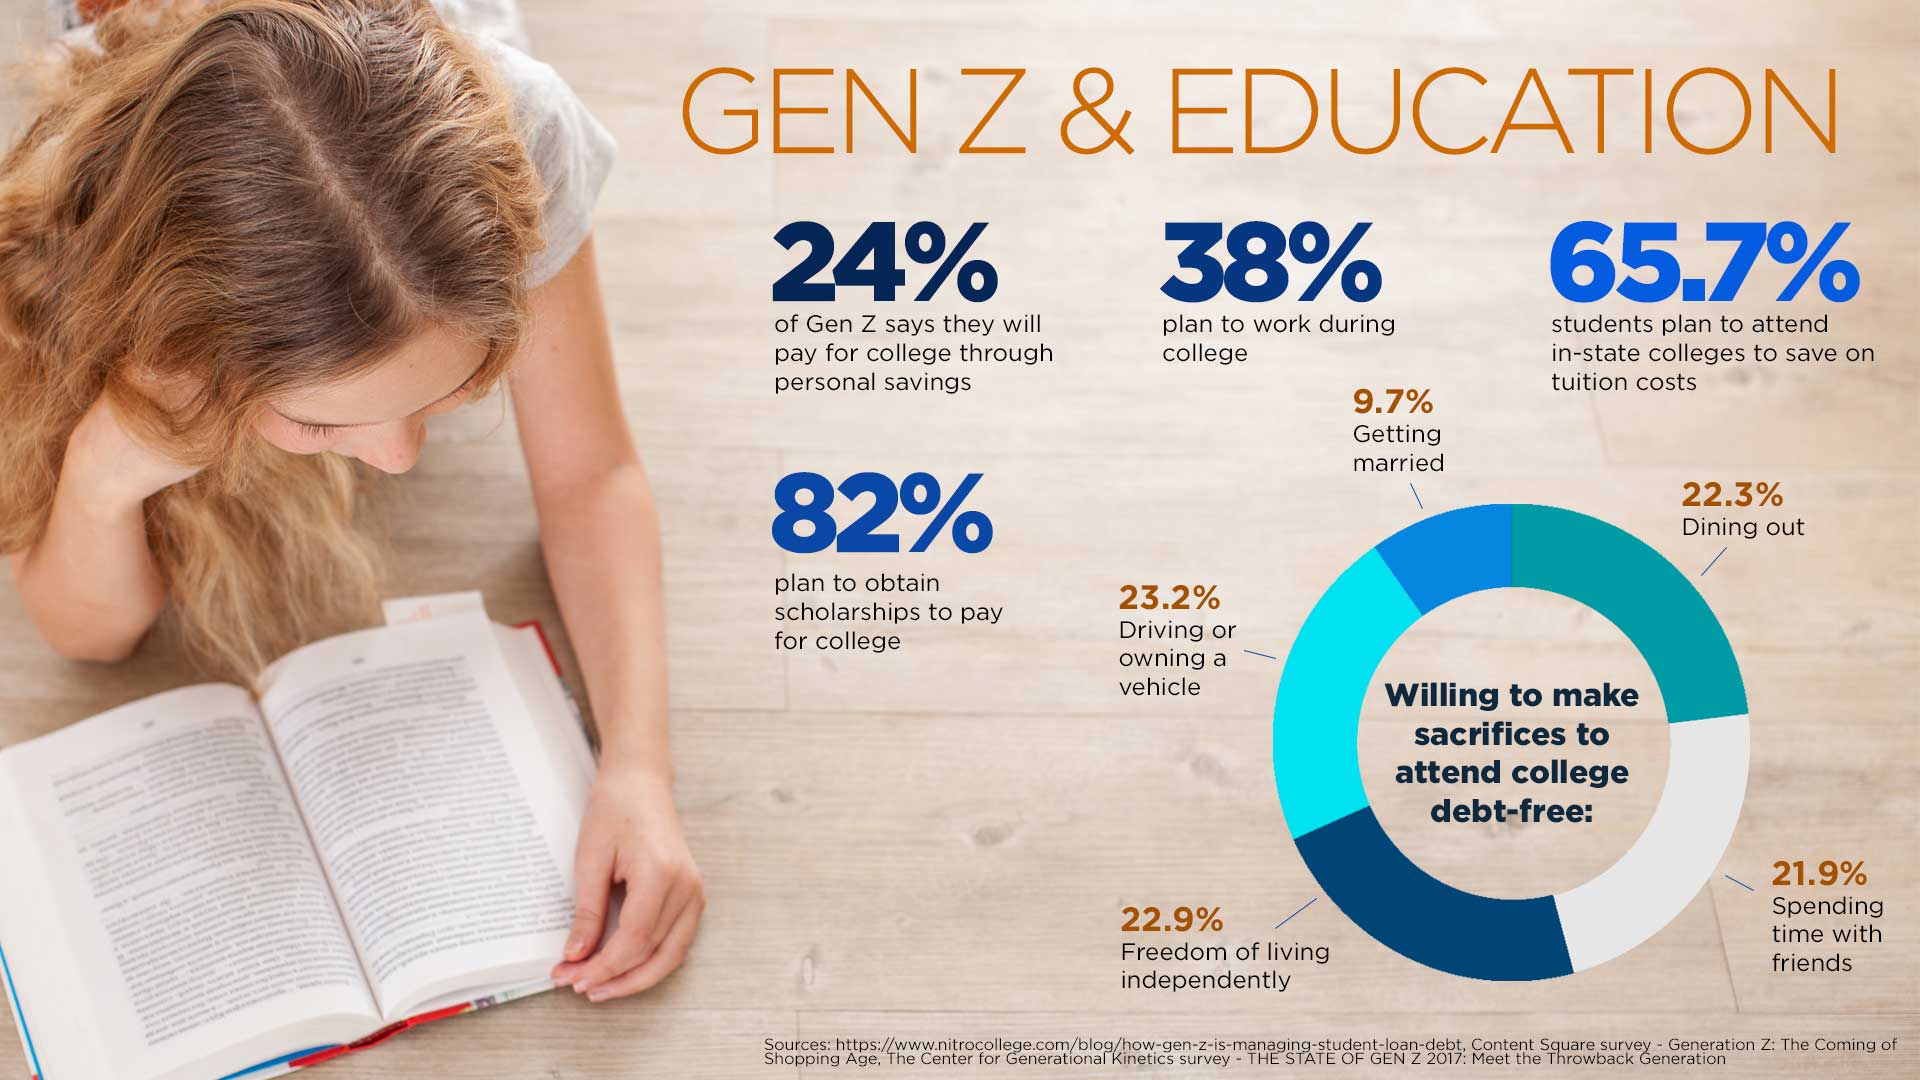 GEN Z & EDUCATION
24%
of Gen Z says they will
pay for college through
personal savings
38%
plan to work during
college
65.7%
students plan to attend
in-state colleges to save on
tuition costs
82%
plan to obtain
scholarships to pay
for college
9.7%
Getting
married
22.3%
Dining out
23.2%
Driving or
owning a
vehicle
Willing to make
sacrifices to
attend college
debt-free:
22.9%
Freedom of living
independently
21.9%
Spending
time with
friends
Sources: https://www.nitrocollege.com/blog/how-gen-z-is-managing-student-loan-debt, Content Square survey - Generation Z: The Coming of
Shopping Age, The Center for Generational Kinetics survey - THE STATE OF GEN Z 2017: Meet the Throwback Generation